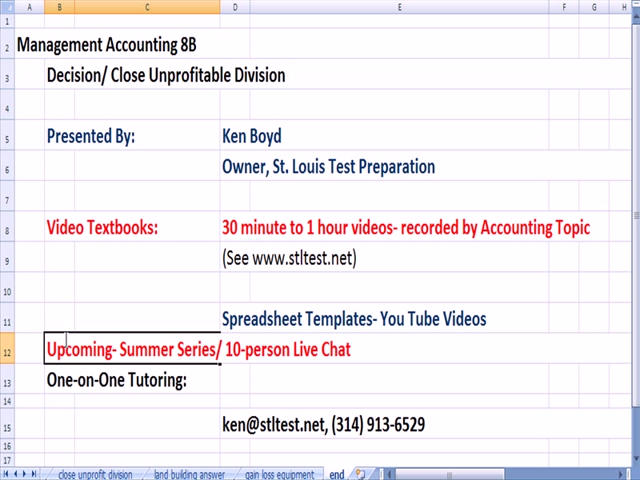 A B C D E F G H
1
2 Management Accounting 8B
3 Decision/ Close Unprofitable Division
4
5 Presented By: Ken Boyd
6 Owner, St. Louis Test Preparation
7
8 Video Textbooks: 30 minute to 1 hour videos- recorded by Accounting Topic
9 (See www.stltest.net)
10
11 Spreadsheet Templates- You Tube Videos
12 Upcoming- Summer Series/ 10-person Live Chat
13 One-on-One Tutoring:
14
15 ken@stltest.net, (314) 913-6529
16
17
close unprofit division land building answer gain loss equipment end